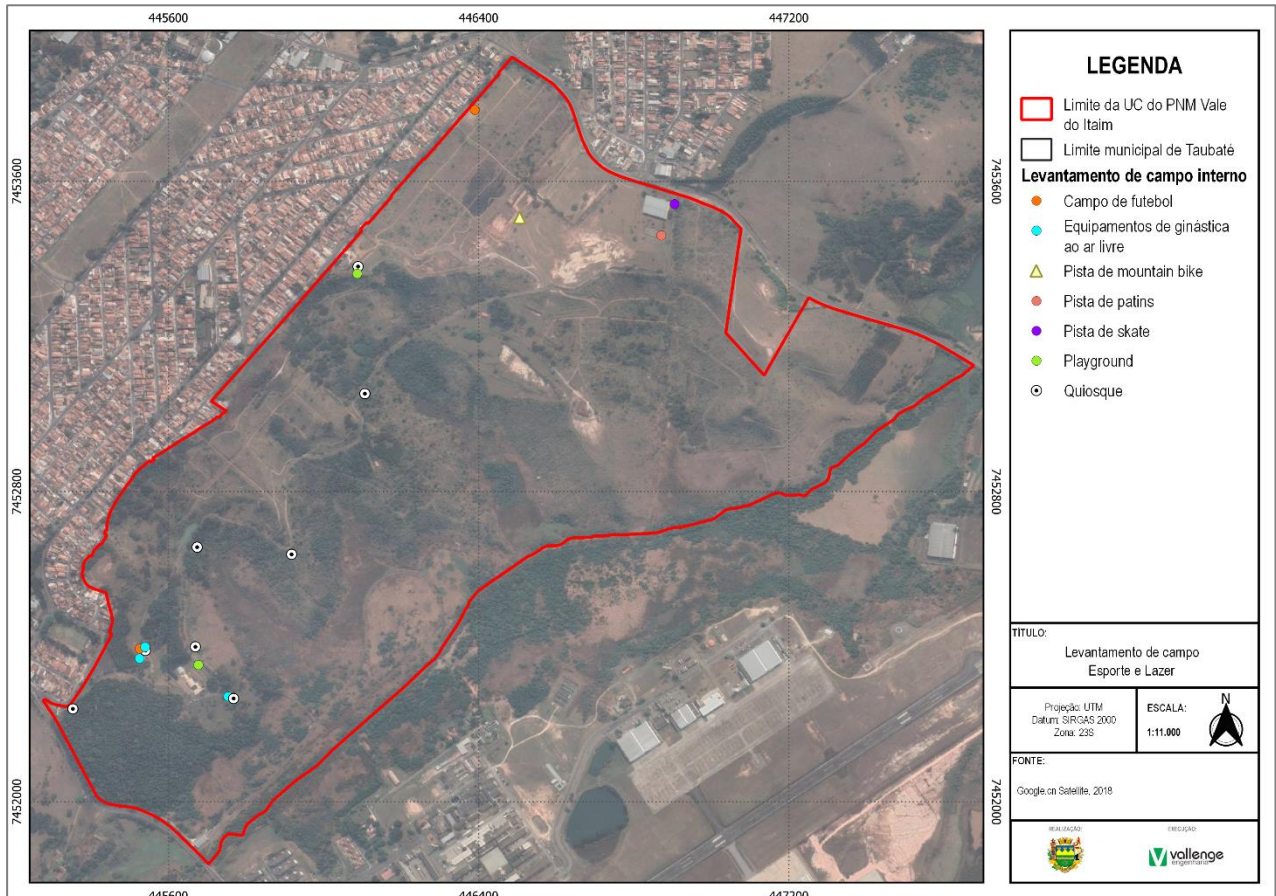 445600
446400
447200
7453600
7452800
7452000
7453600
7452800
7452000
445600
446400
447200
LEGENDA
Limite da UC do PNM Vale
do Itaim
Limite municipal de Taubaté
Levantamento de campo interno
Campo de futebol
Equipamentos de ginástica
ao ar livre
Pista de mountain bike
Pista de patins
Pista de skate
Playground
Quiosque
TÍTULO:
Levantamento de campo
Esporte e Lazer
Projeção: UTM
Datum: SIRGAS 2000
Zona: 23S
ESCALA:
1:11.000
N
FONTE:
Google.cn Satellite, 2018
REALIZAÇÃO:
EXECUÇÃO:
vallenge
engenharia